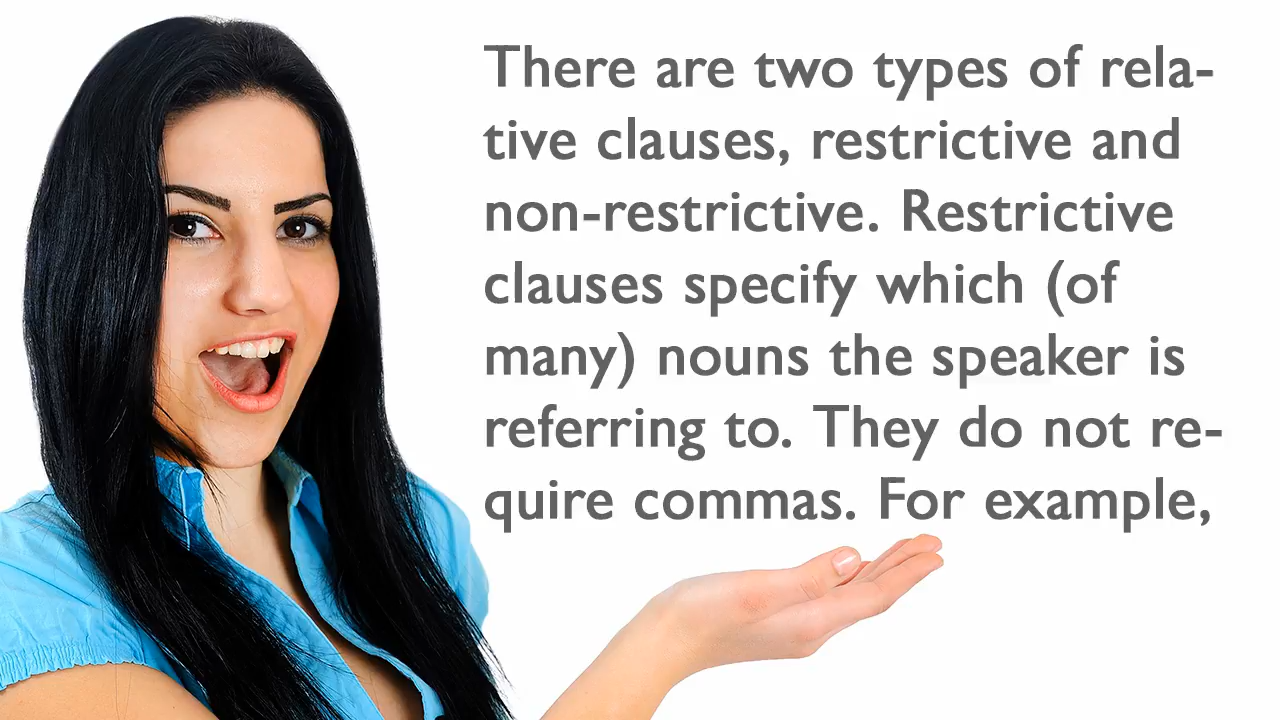 There are two types of rela-
tive clauses, restrictive and
non-restrictive. Restrictive
clauses specify which (of
many) nouns the speaker is
referring to. They do not re-
quire commas. For example,